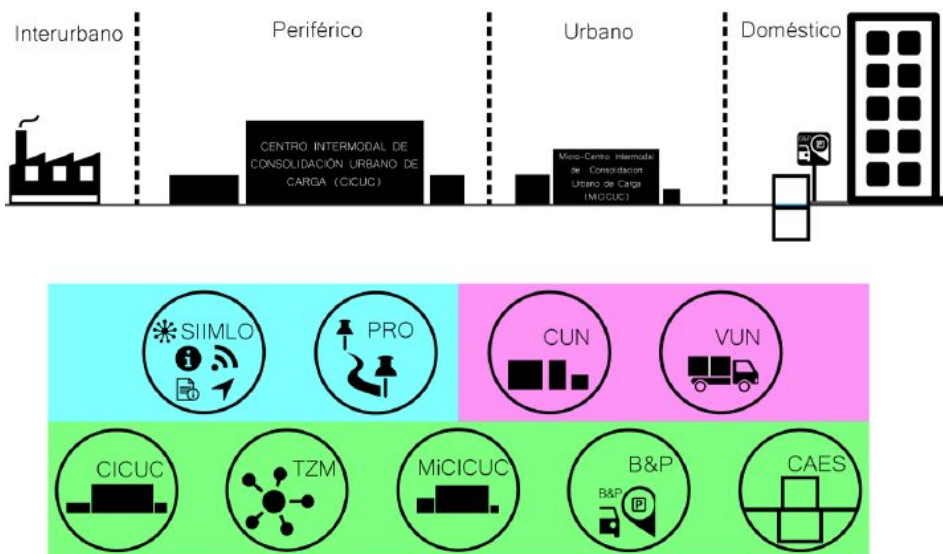 Interurbano
Periférico
Urbano
Doméstico
CENTRO INTERMODAL DE
CONSOLIDACIÓN URBANO DE
CARGA (CICUC)
Micro-Centro Intermodal
de Consolidacion
Urbano de Carga
(MICICUC)
B&P
P
SIIMLO
PRO
CUN
VUN
CICUC
TZM
MiCICUC
B&P
B&P
P
CAES